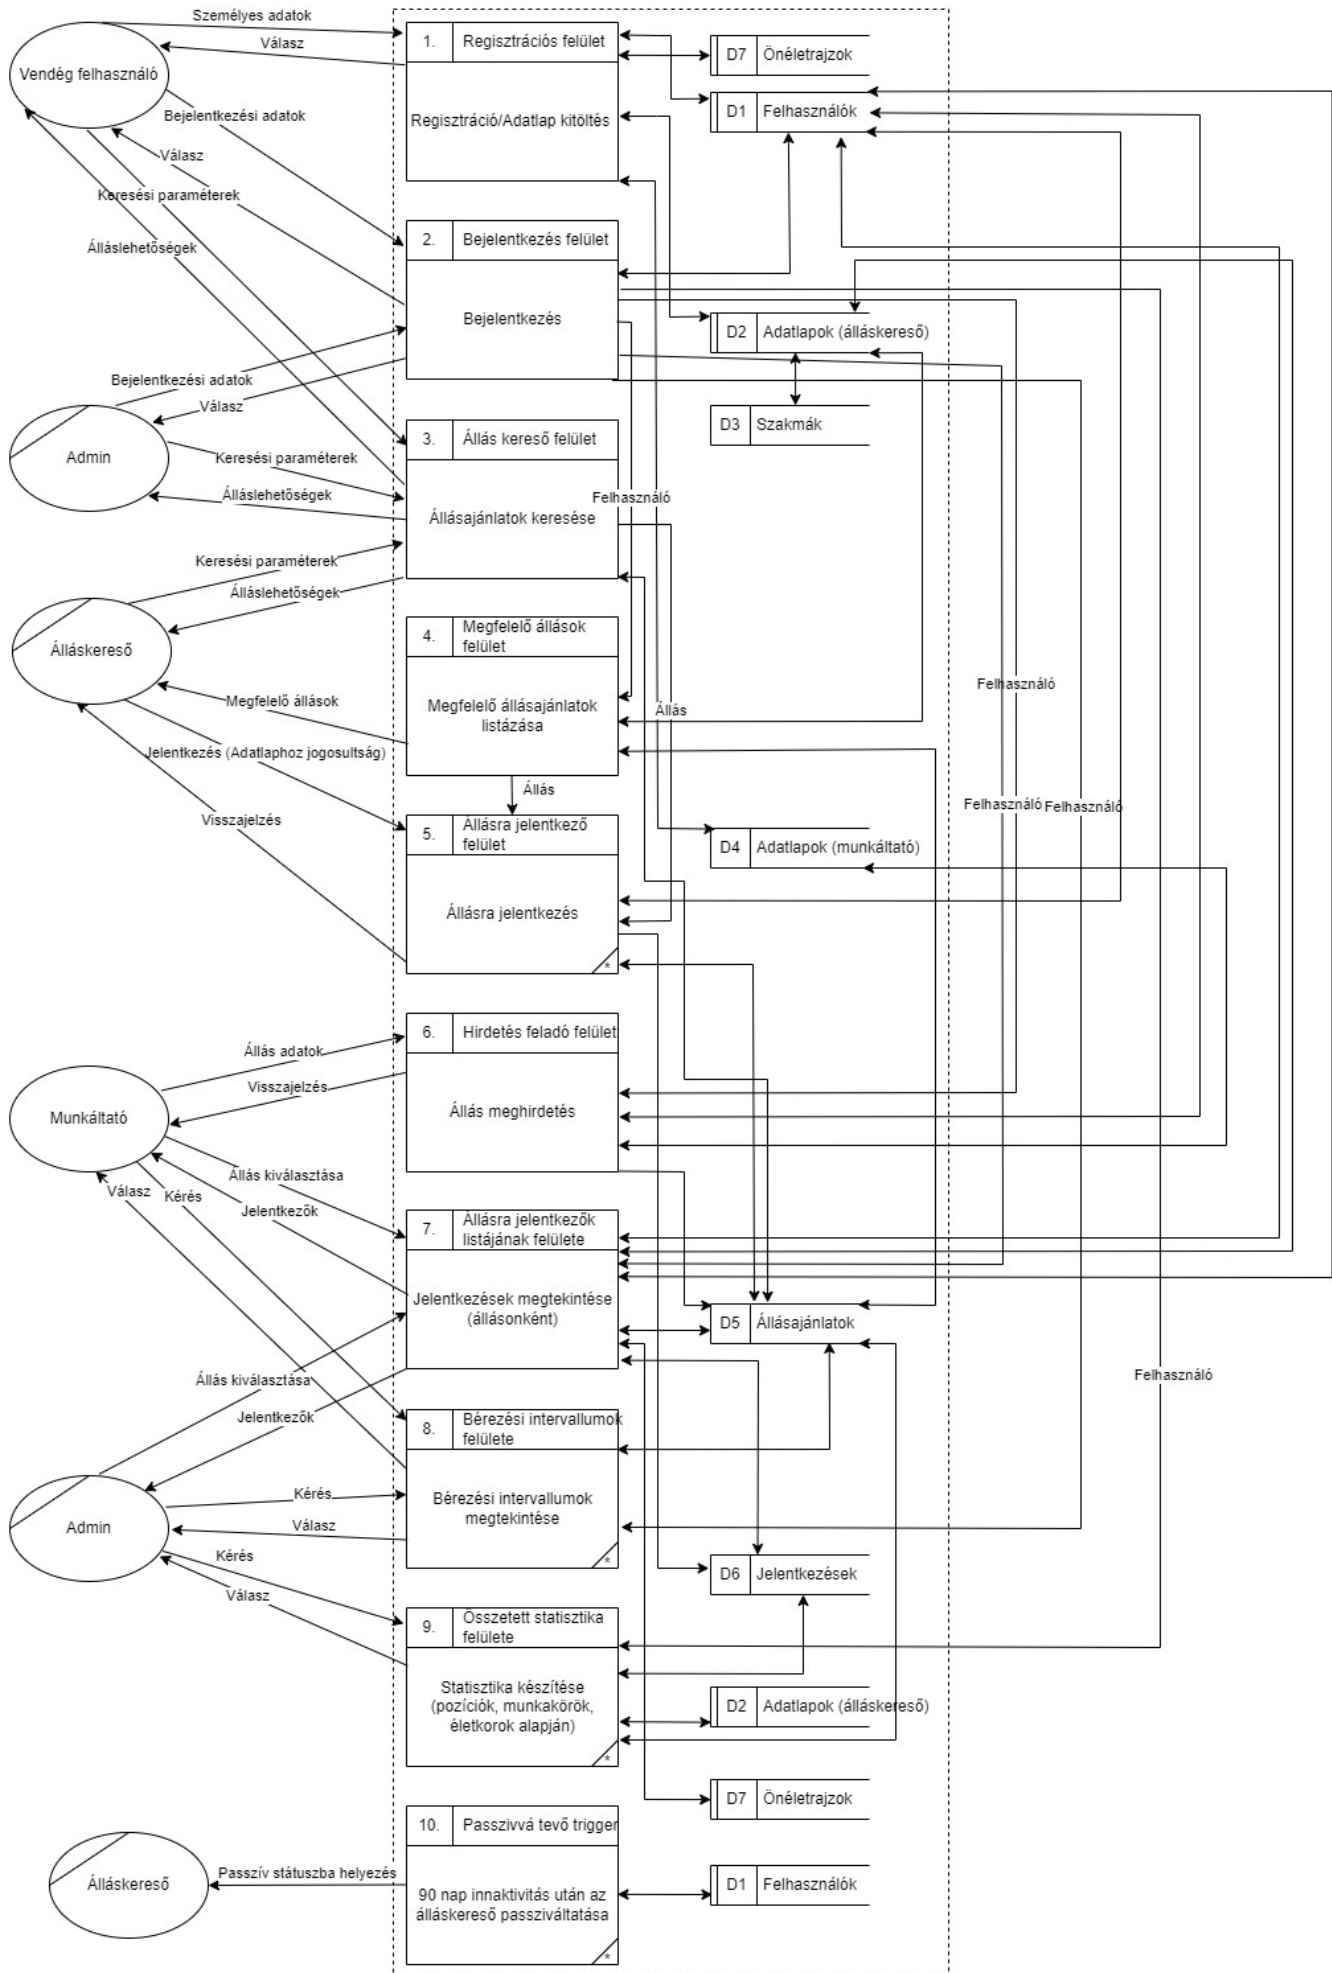 Személyes adatok
Válasz
Vendég felhasználó
Bejelentkezési adatok
Válasz
Keresési paraméterek
Álláslehetőségek
1.
Regisztrációs felület
Regisztráció/Adatlap kitöltés
D7
Önéletrajzok
D1
Felhasználók
2.
Bejelentkezés felület
Bejelentkezés
D2
Adatlapok (álláskereső)
D3
Szakmák
Bejelentkezési adatok
Válasz
Admin
Keresési paraméterek
Álláslehetőségek
3.
Állás kereső felület
Állásajánlatok keresése
Felhasználó
Keresési paraméterek
Álláslehetőségek
Álláskereső
Megfelelő állások
Jelentkezés (Adatlaphoz jogosultság)
Visszajelzés
4.
Megfelelő állások
felület
Megfelelő állásajánlatok
listázása
Állás
Felhasználó
Állás
Felhasználó
Felhasználó
5.
Állásra jelentkező
felület
Állásra jelentkezés
*
D4
Adatlapok (munkáltató)
6.
Hirdetés feladó felület
Állás meghirdetés
Állás adatok
Visszajelzés
Munkáltató
Állás kiválasztása
Jelentkezők
Válasz
Kérés
7.
Állásra jelentkezők
listájának felülete
Jelentkezések megtekintése
(állásonként)
D5
Állásajánlatok
Felhasználó
Állás kiválasztása
Jelentkezők
8.
Bérezési intervallumok
felülete
Bérezési intervallumok
megtekintése
*
Kérés
Válasz
Admin
Kérés
Válasz
D6
Jelentkezések
9.
Összetett statisztika
felülete
Statisztika készítése
(pozíciók, munkakörök,
életkorok alapján)
*
D2
Adatlapok (álláskereső)
D7
Önéletrajzok
10.
Passzivvá tevő trigger
90 nap innaktivitás után az
álláskereső passziváltatása
*
Passzív státuszba helyezés
Álláskereső
D1
Felhasználók